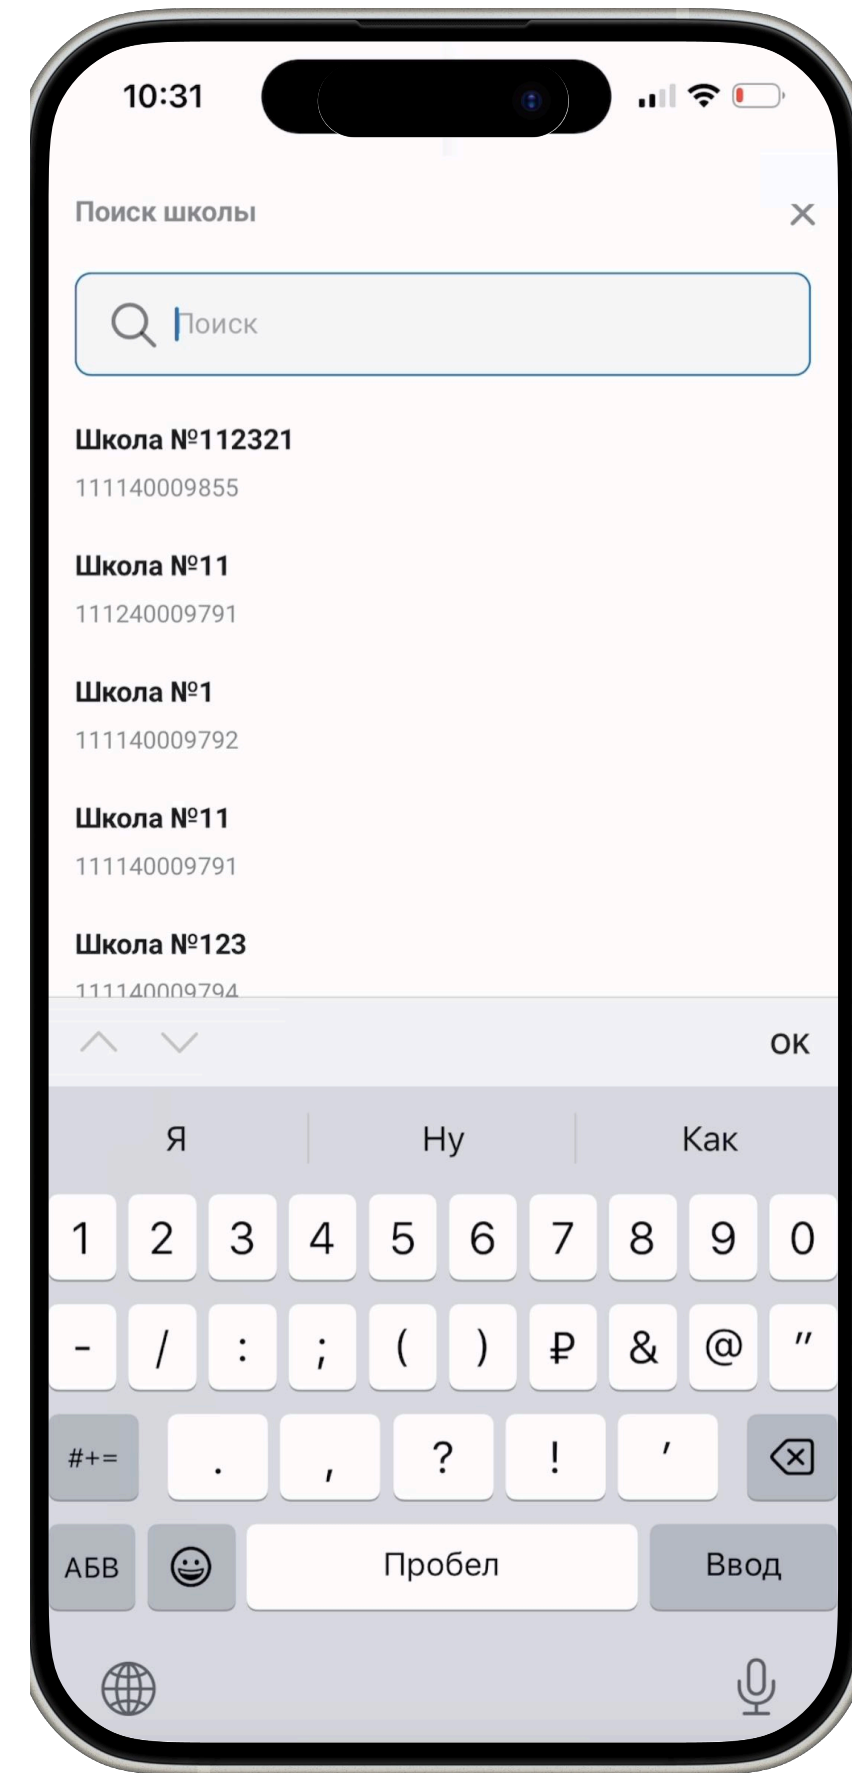 10:31
Поиск школы
Поиск
Школа №112321
111140009855
Школа №11
111240009791
Школа №1
111140009792
Школа №11
111140009791
Школа №123
111140009794
OK
Я Ну Как
1 2 3 4 5 6 7 8 9 0
- / : ; ( ) ₽ & @ "
#+= . , ? ! '
АБВ Пробел Ввод